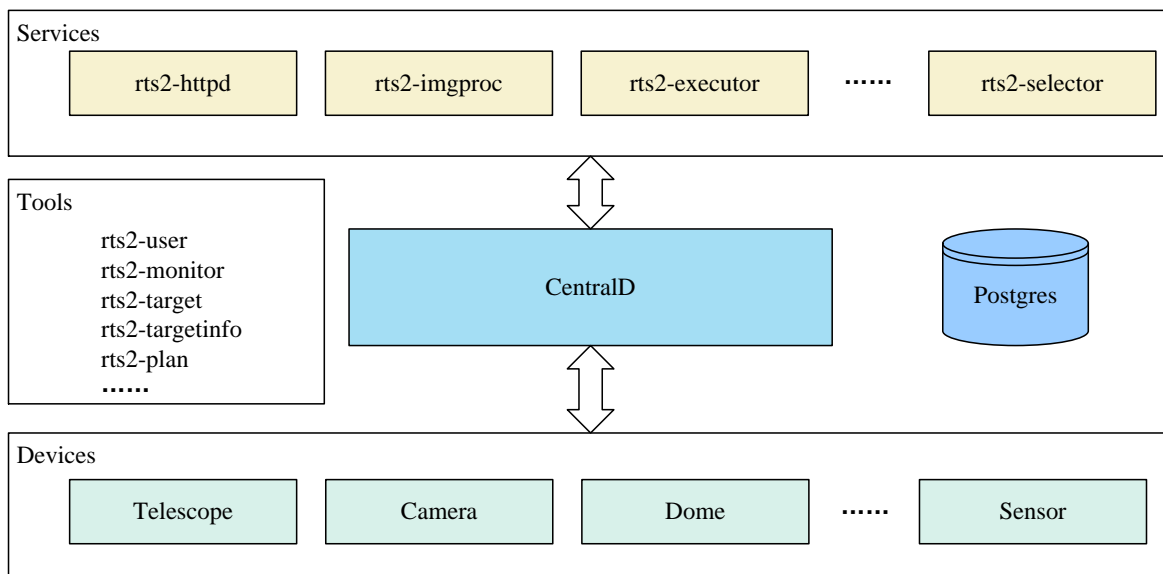 Services
rts2-httpd
rts2-imgproc
rts2-executor
......
rts2-selector
Tools
rts2-user
rts2-monitor
rts2-target
rts2-targetinfo
rts2-plan
......
CentralD
Postgres
Devices
Telescope
Camera
Dome
......
Sensor